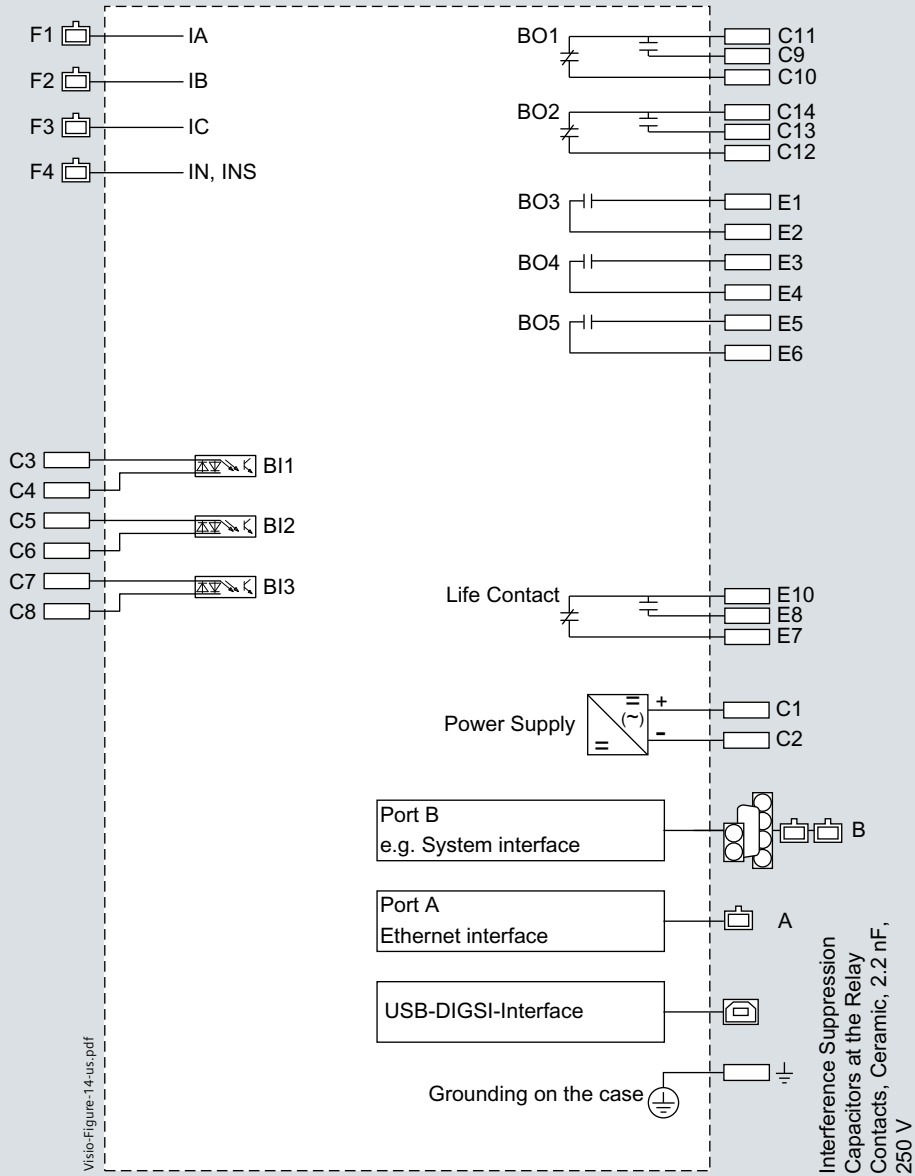 F1
IA
F2
IB
F3
IC
F4
IN, INS
BO1
C11
C9
C10
BO2
C14
C13
C12
BO3
E1
E2
BO4
E3
E4
BO5
E5
E6
C3
BI1
C4
C5
BI2
C6
C7
BI3
C8
Life Contact
E10
E8
E7
Power Supply
=
(~)
=
+
-
C1
C2
Port B
e.g. System interface
B
Port A
Ethernet interface
A
USB-DIGSI-Interface
Grounding on the case
Interference Suppression
Capacitors at the Relay
Contacts, Ceramic, 2.2 nF,
250 V
Visio-Figure-14-us.pdf